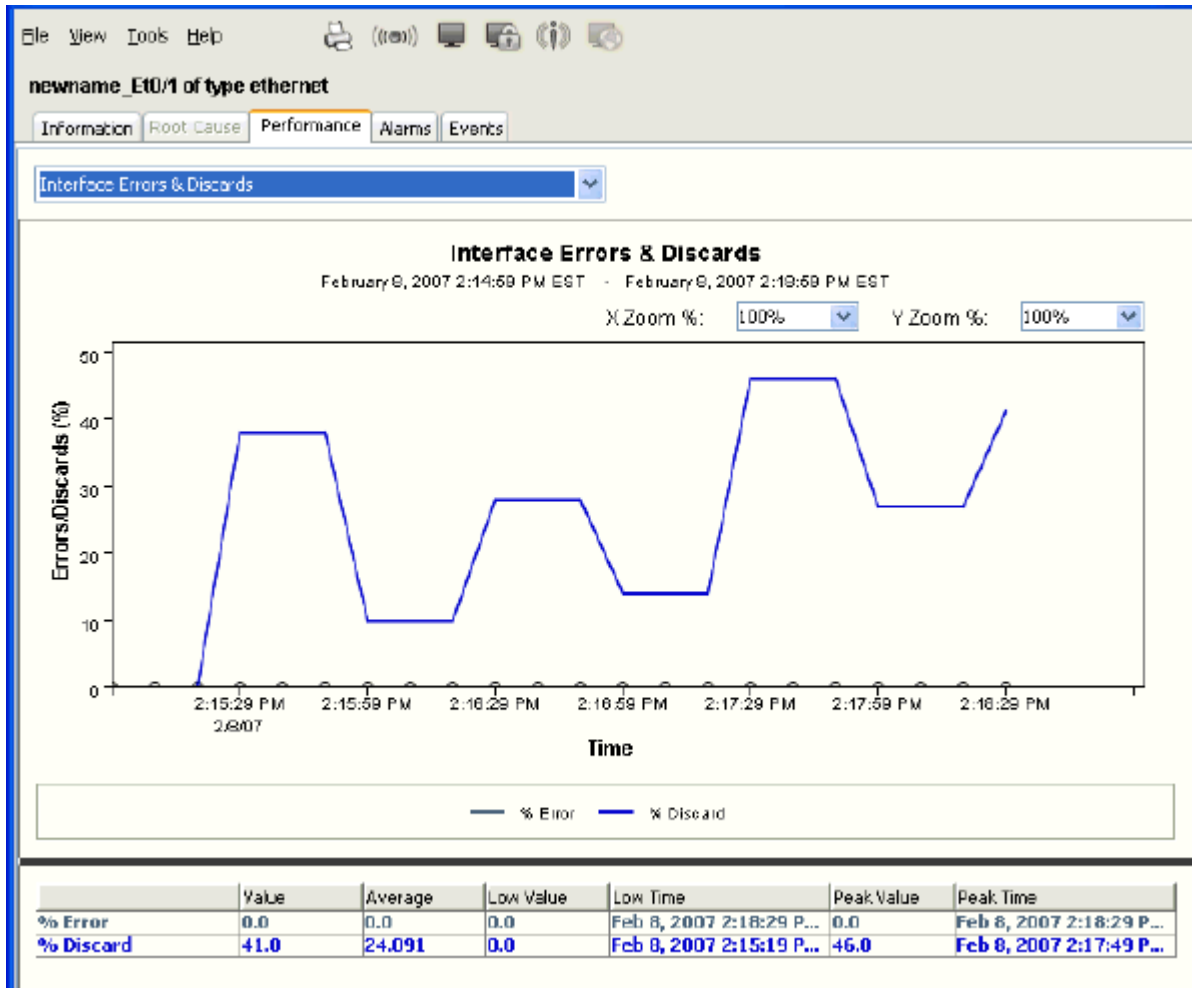 File View Tools Help
newname_Et0/1 of type ethernet
Information Root Cause Performance Alarms Events
Interface Errors & Discards
Interface Errors & Discards
February 8, 2007 2:14:59 PM EST - February 8, 2007 2:19:59 PM EST
X Zoom %: 100% Y Zoom %: 100%
Errors/Discards (%)
50
40
30
20
10
0
2:15:29 PM 2:15:59 PM 2:16:29 PM 2:16:59 PM 2:17:29 PM 2:17:59 PM 2:18:29 PM
2/8/07
Time
% Error % Discard
Value Average Low Value Low Time Peak Value Peak Time
% Error 0.0 0.0 0.0 Feb 8, 2007 2:18:29 P... 0.0 Feb 8, 2007 2:18:29 P...
% Discard 41.0 24.091 0.0 Feb 8, 2007 2:15:19 P... 46.0 Feb 8, 2007 2:17:49 P...